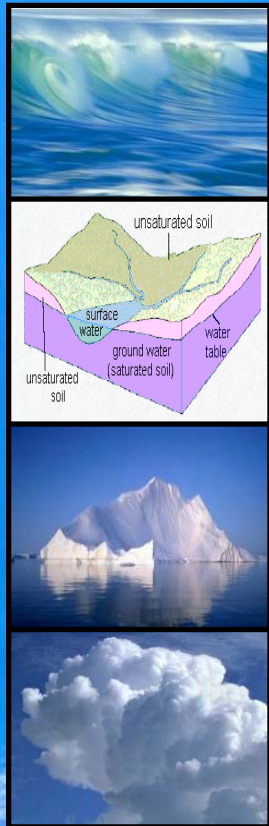 unsaturated soil
surface
water
water
table
ground water
(saturated soil)
unsaturated
soil